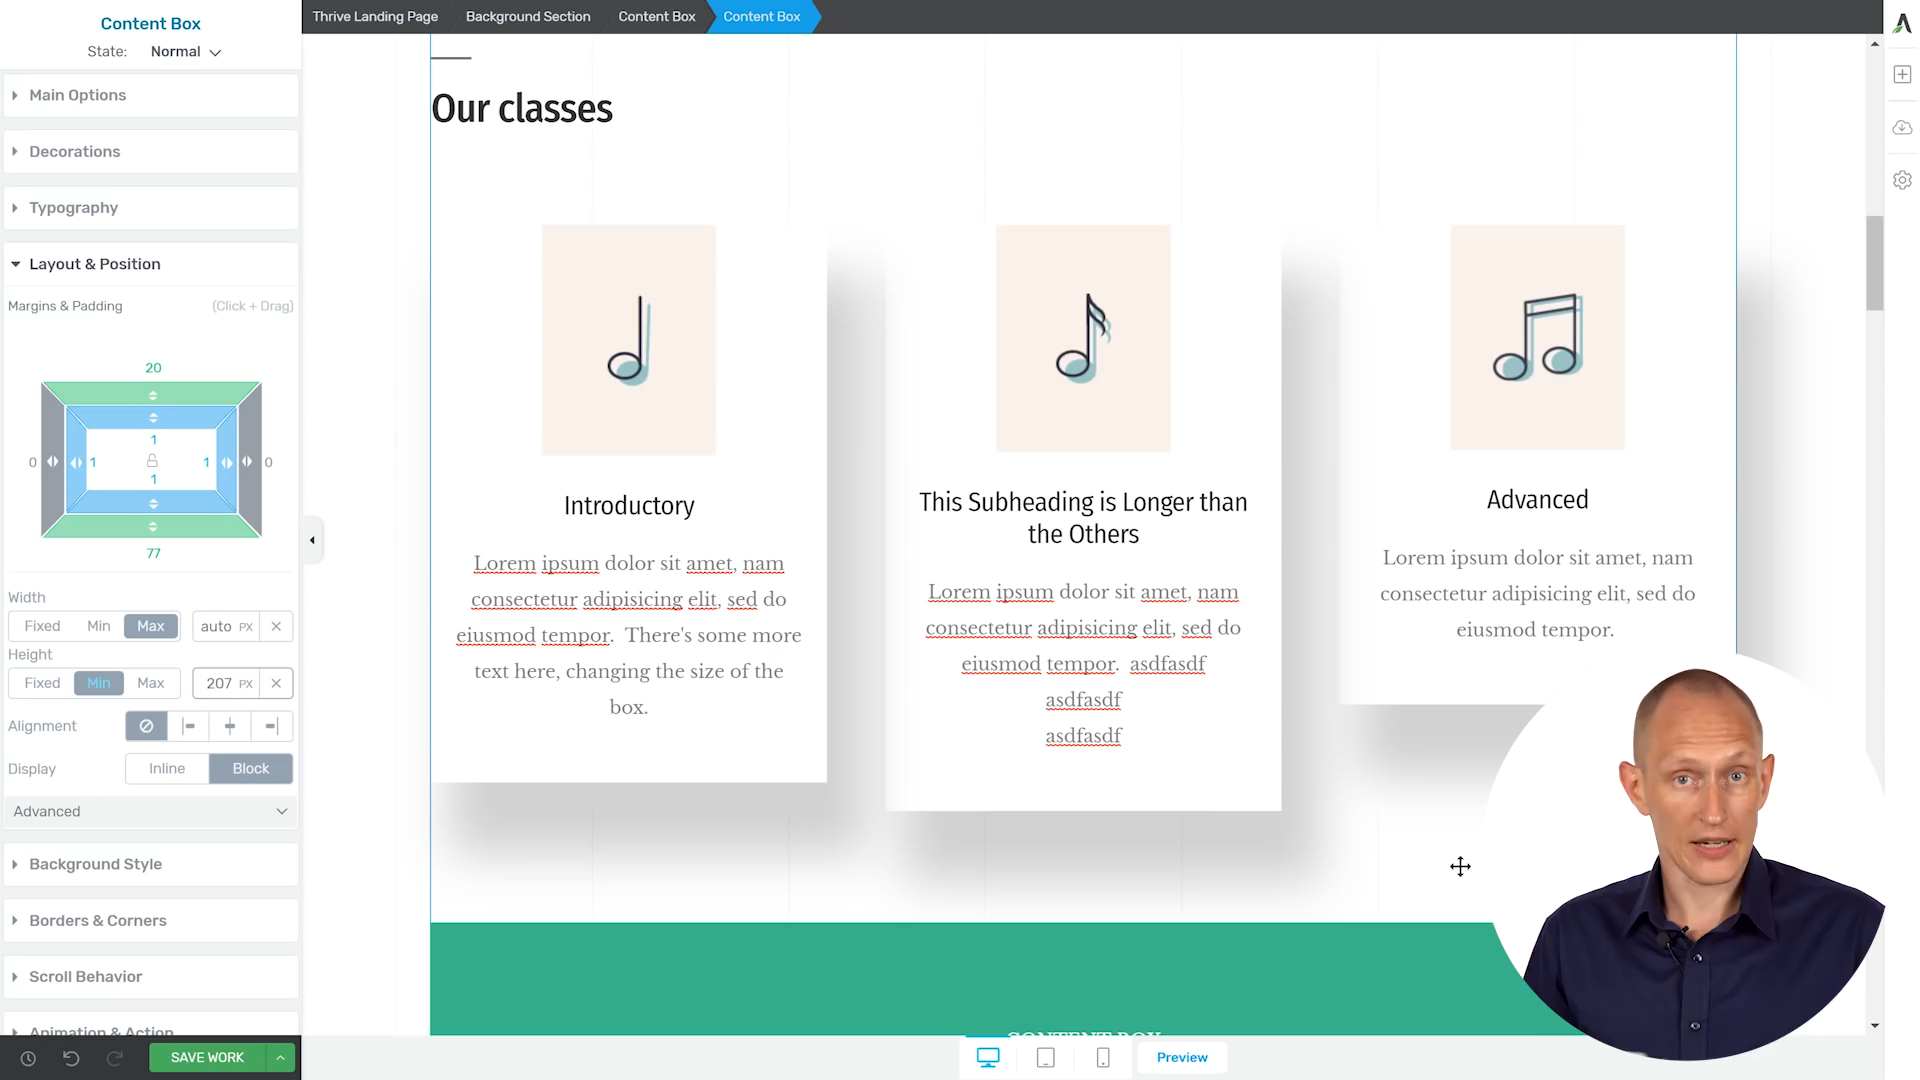 Content Box
State: Normal
Main Options
Decorations
Typography
Layout & Position
Margins & Padding (Click + Drag)
20
1
0 1 1 0
1
77
Width
Fixed Min Max auto PX
Height
Fixed Min Max 207 PX
Alignment
Display Inline Block
Advanced
Background Style
Borders & Corners
Scroll Behavior
Animation & Action
SAVE WORK
Thrive Landing Page Background Section Content Box Content Box
Our classes
Introductory
Lorem ipsum dolor sit amet, nam
consectetur adipisicing elit, sed do
eiusmod tempor. There's some more
text here, changing the size of the
box.
This Subheading is Longer than
the Others
Lorem ipsum dolor sit amet, nam
consectetur adipisicing elit, sed do
eiusmod tempor. asdfasdf
asdfasdf
asdfasdf
Advanced
Lorem ipsum dolor sit amet, nam
consectetur adipisicing elit, sed do
eiusmod tempor.
CONTENT BOX
Preview